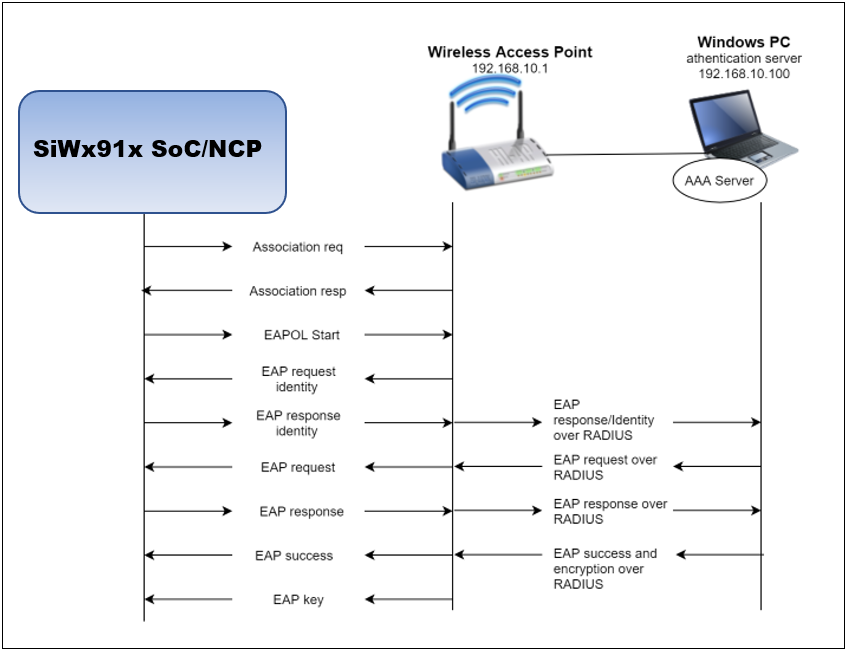 Wireless Access Point
192.168.10.1
Windows PC
athentication server
192.168.10.100
SiWx91x SoC/NCP
AAA Server
Association req
Association resp
EAPOL Start
EAP request
identity
EAP response
identity
EAP
response/Identity
over RADIUS
EAP request
EAP request over
RADIUS
EAP response
EAP response over
RADIUS
EAP success
EAP success and
encryption over
RADIUS
EAP key